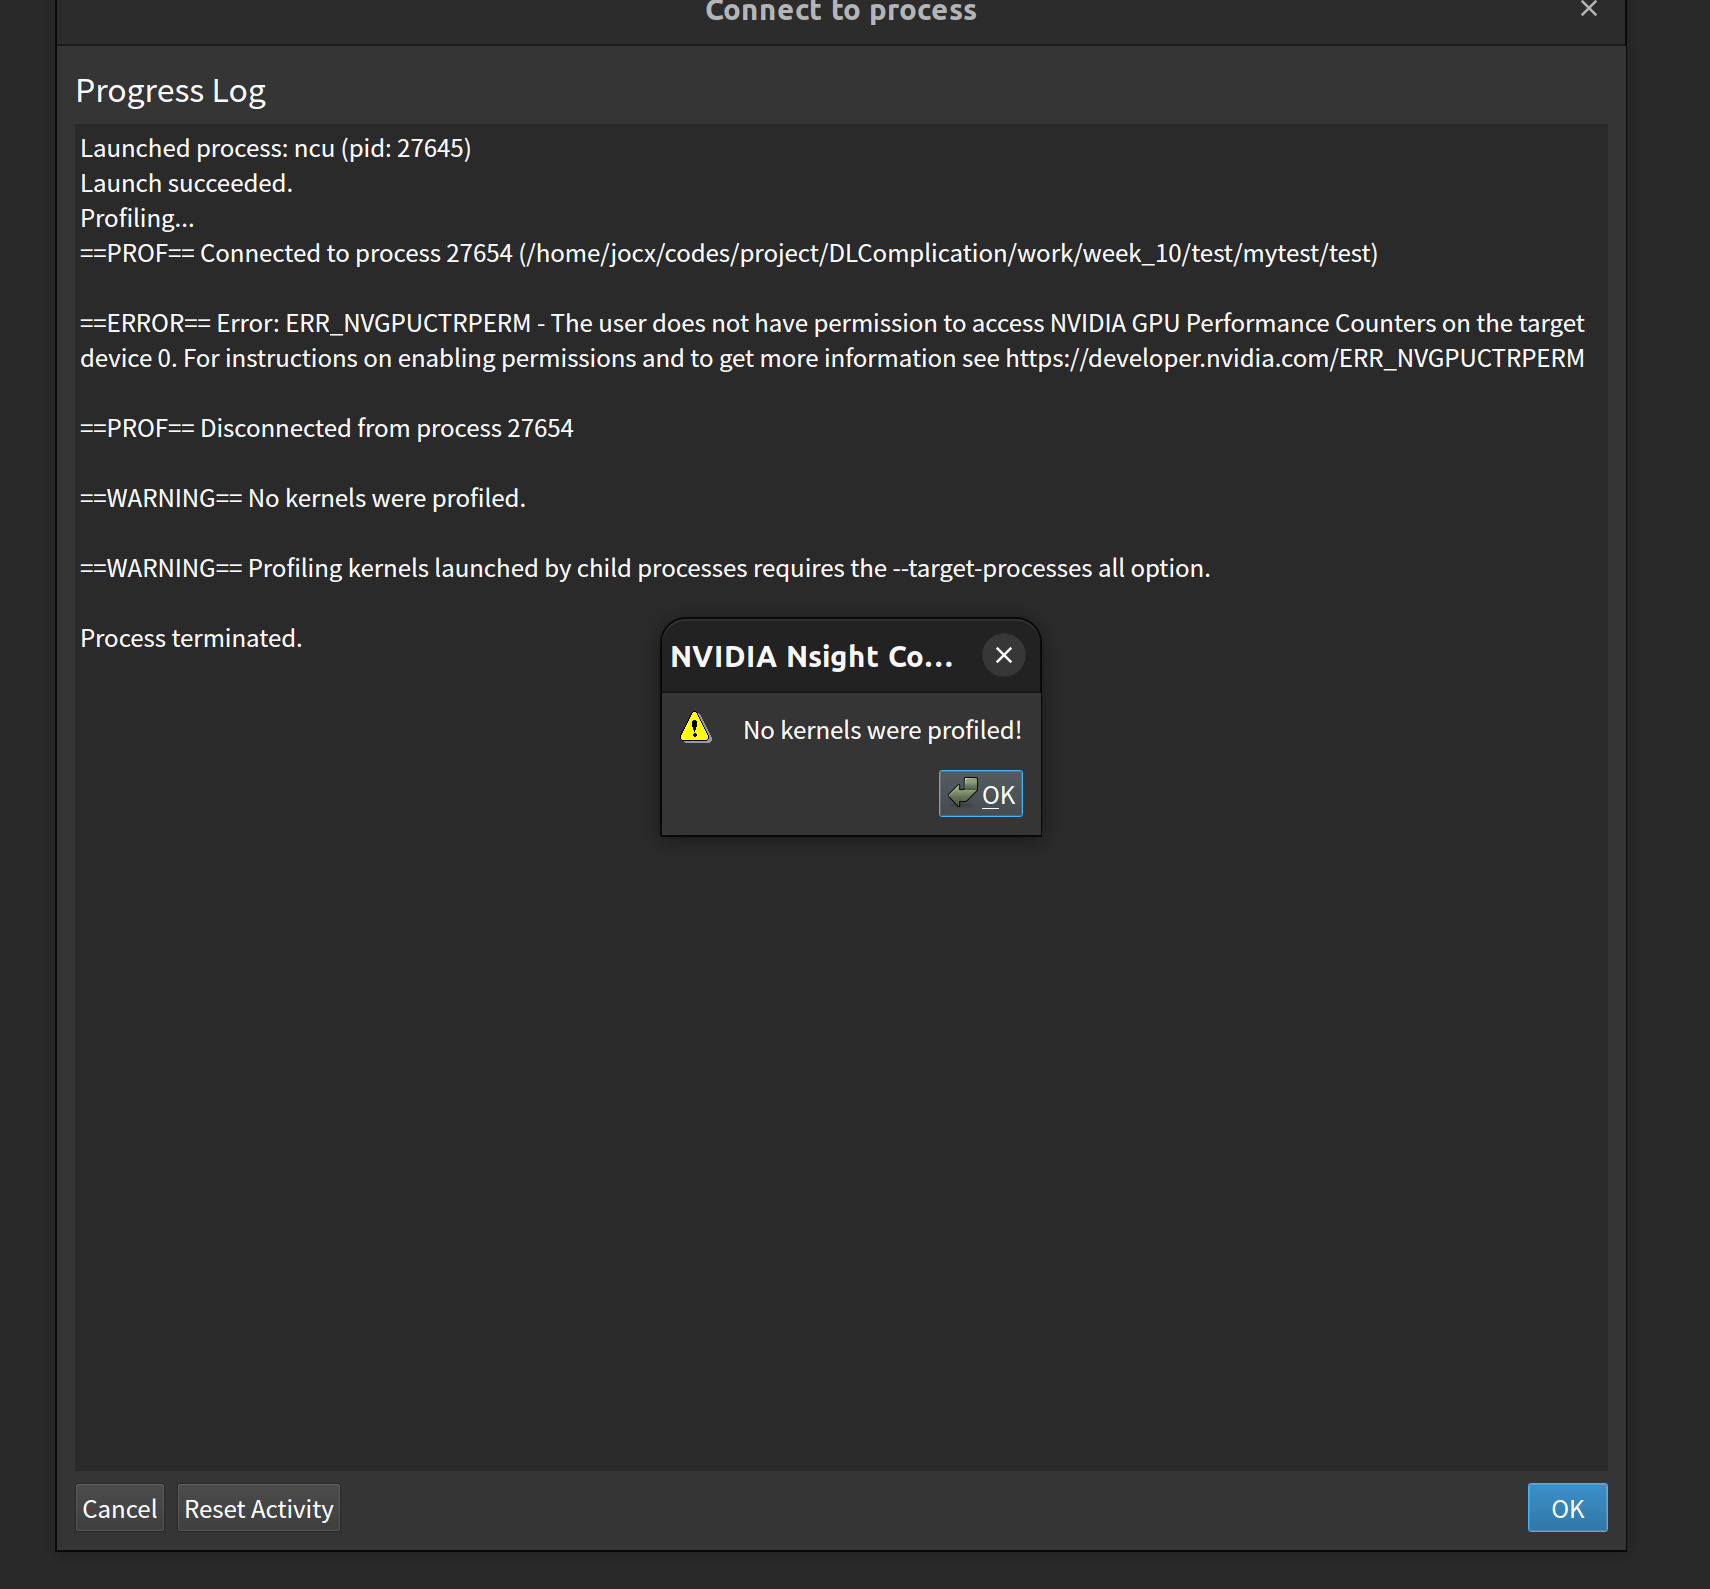 Connect to process
Progress Log
Launched process: ncu (pid: 27645)
Launch succeeded.
Profiling...
==PROF== Connected to process 27654 (/home/jocx/codes/project/DLComplication/work/week_10/test/mytest/test)
==ERROR== Error: ERR_NVGPUCTRPERM - The user does not have permission to access NVIDIA GPU Performance Counters on the target
device 0. For instructions on enabling permissions and to get more information see https://developer.nvidia.com/ERR_NVGPUCTRPERM
==PROF== Disconnected from process 27654
==WARNING== No kernels were profiled.
==WARNING== Profiling kernels launched by child processes requires the --target-processes all option.
Process terminated.
NVIDIA Nsight Co...
No kernels were profiled!
OK
Cancel
Reset Activity
OK